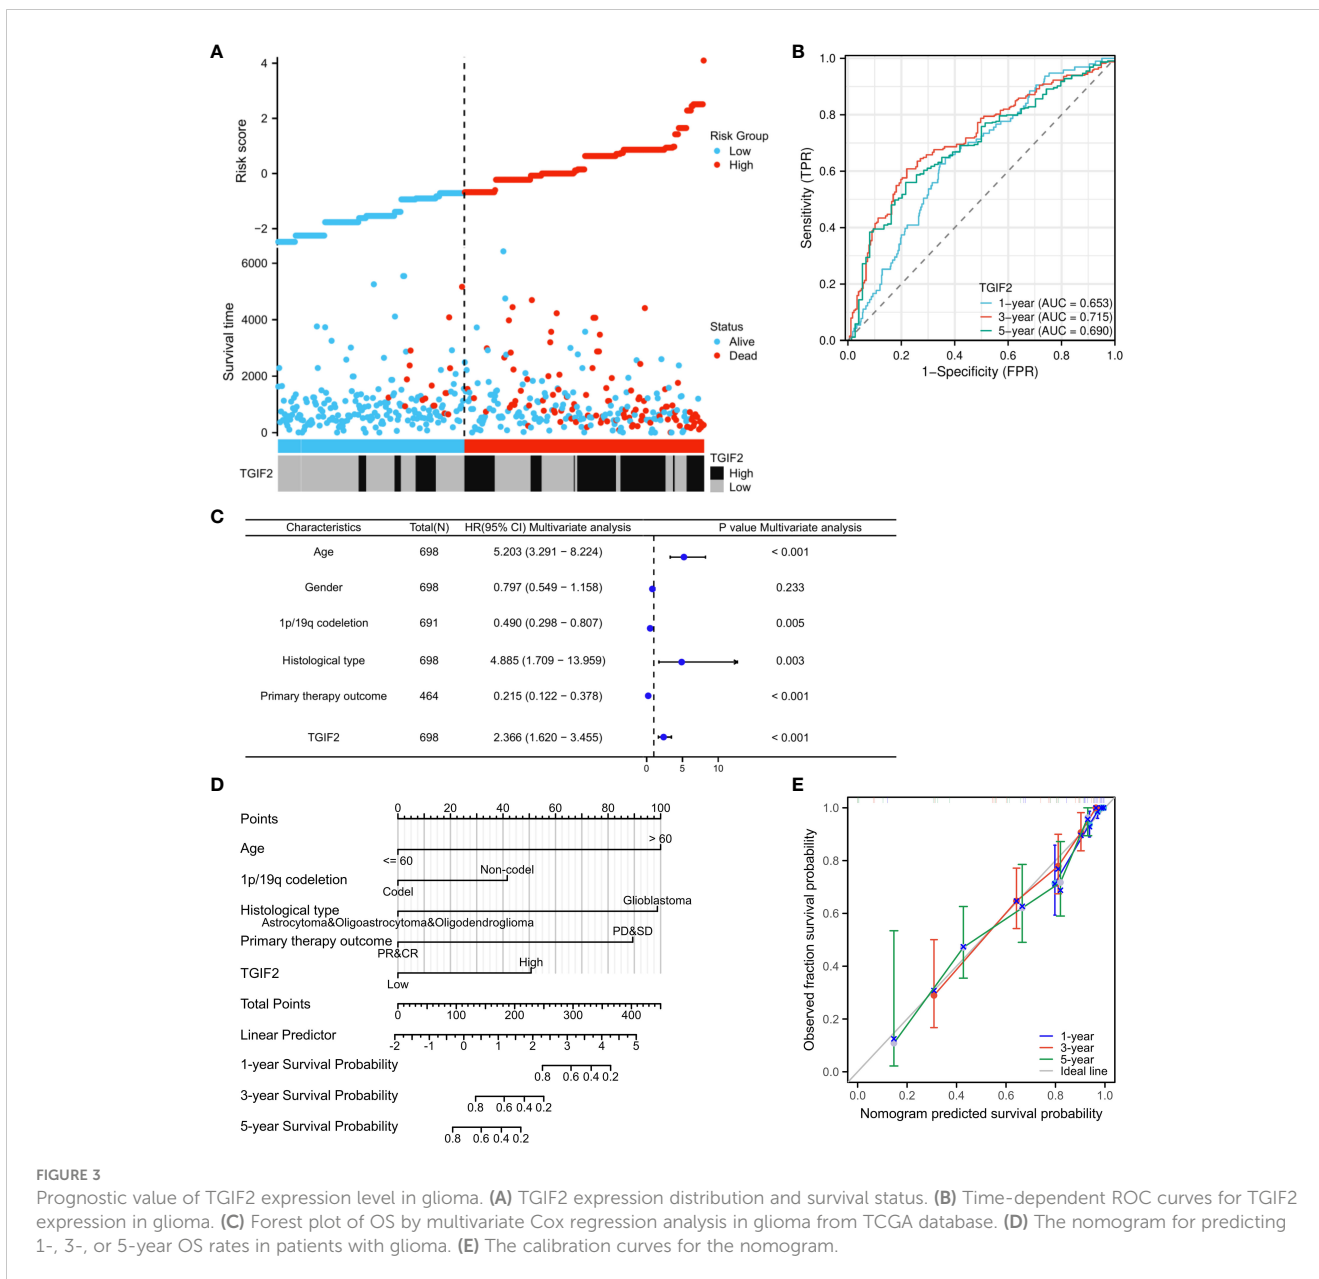 A
4
2
0
−2
Risk score
Risk Group
Low
High
6000
4000
2000
0
Survival time
Status
Alive
Dead
TGIF2
TGIF2
High
Low
B
1.0
0.8
0.6
0.4
0.2
0.0
Sensitivity (TPR)
TGIF2
1−year (AUC = 0.653)
3−year (AUC = 0.715)
5−year (AUC = 0.690)
0.0 0.2 0.4 0.6 0.8 1.0
1−Specificity (FPR)
C
Characteristics Total(N) HR(95% CI) Multivariate analysis P value Multivariate analysis
Age 698 5.203 (3.291 − 8.224) < 0.001
Gender 698 0.797 (0.549 − 1.158) 0.233
1p/19q codeletion 691 0.490 (0.298 − 0.807) 0.005
Histological type 698 4.885 (1.709 − 13.959) 0.003
Primary therapy outcome 464 0.215 (0.122 − 0.378) < 0.001
TGIF2 698 2.366 (1.620 − 3.455) < 0.001
0 5 10
D
0 20 40 60 80 100
Points
> 60
Age
<= 60
Non-codel
1p/19q codeletion
Codel
Glioblastoma
Histological type
Astrocytoma&Oligoastrocytoma&Oligodendroglioma
PD&SD
Primary therapy outcome
PR&CR
High
TGIF2
Low
Total Points
0 100 200 300 400
Linear Predictor
-2 -1 0 1 2 3 4 5
1-year Survival Probability
0.8 0.6 0.4 0.2
3-year Survival Probability
0.8 0.6 0.4 0.2
5-year Survival Probability
0.8 0.6 0.4 0.2
E
1.0
0.8
0.6
0.4
0.2
0.0
Observed fraction survival probability
1-year
3-year
5-year
Ideal line
0.0 0.2 0.4 0.6 0.8 1.0
Nomogram predicted survival probability
FIGURE 3
Prognostic value of TGIF2 expression level in glioma. (A) TGIF2 expression distribution and survival status. (B) Time-dependent ROC curves for TGIF2
expression in glioma. (C) Forest plot of OS by multivariate Cox regression analysis in glioma from TCGA database. (D) The nomogram for predicting
1-, 3-, or 5-year OS rates in patients with glioma. (E) The calibration curves for the nomogram.